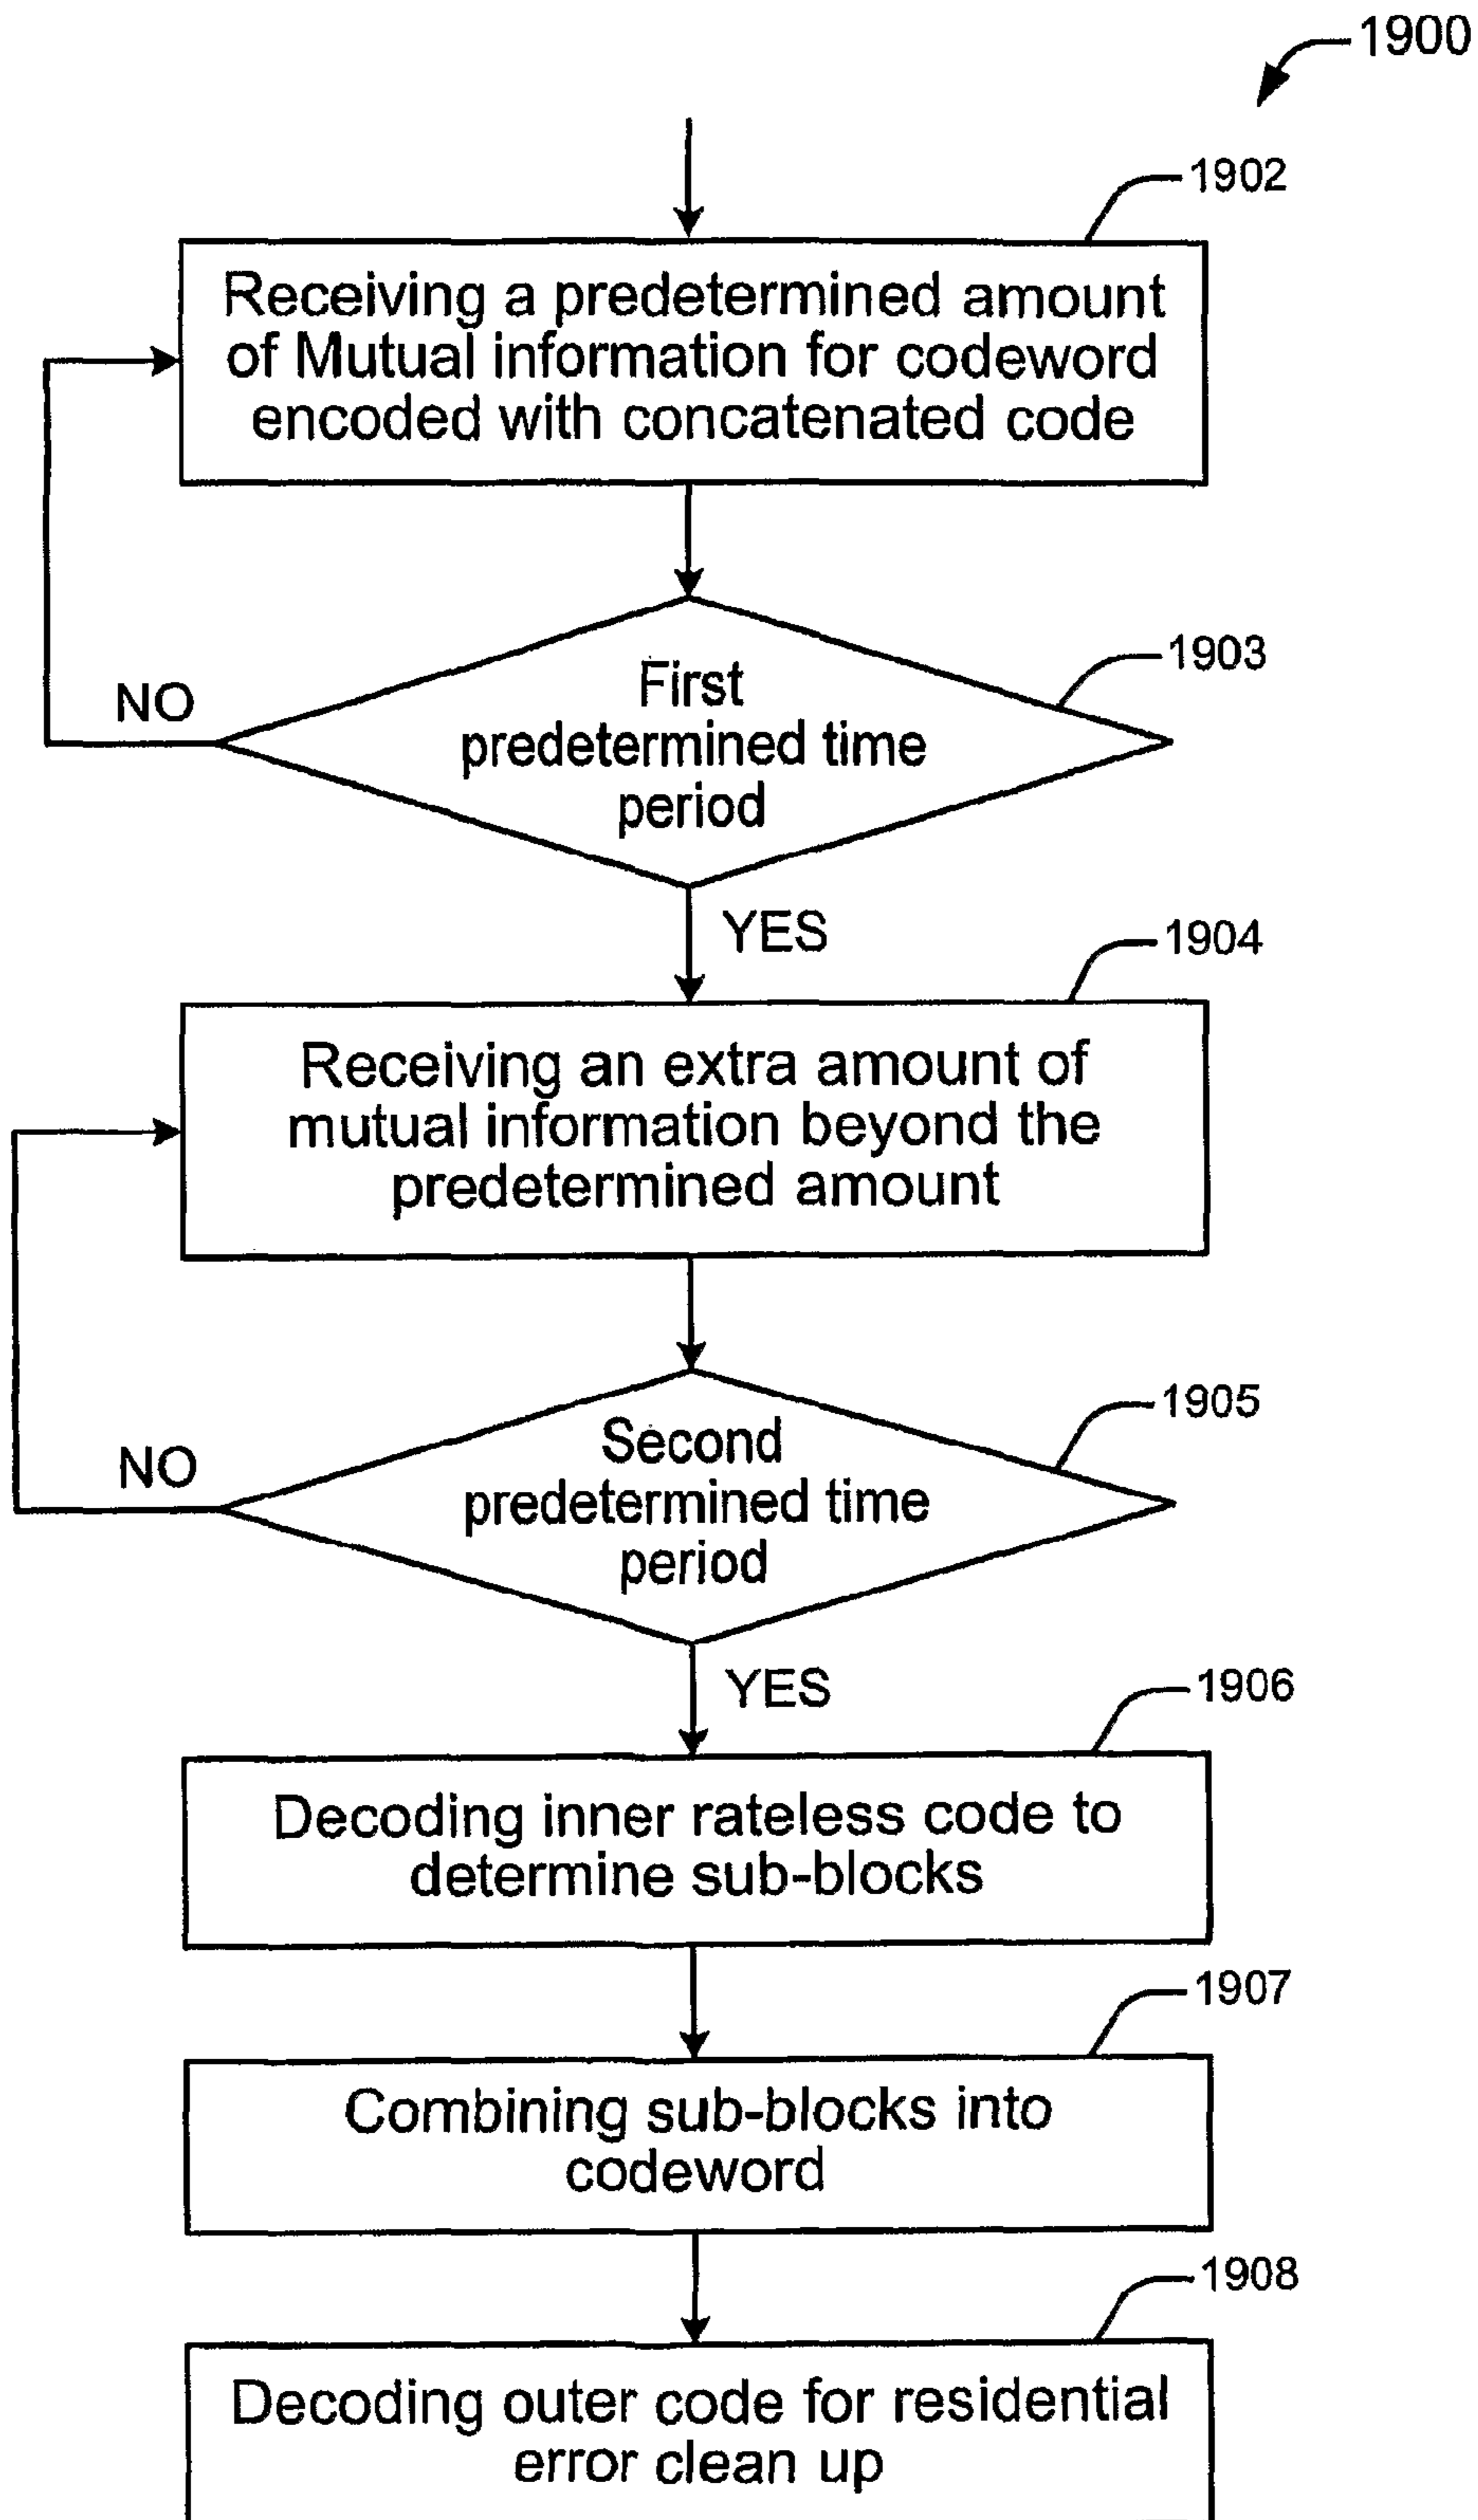 1900
1902
Receiving a predetermined amount
of Mutual information for codeword
encoded with concatenated code
1903
First
predetermined time
period
NO
YES
1904
Receiving an extra amount of
mutual information beyond the
predetermined amount
1905
Second
predetermined time
period
NO
YES
1906
Decoding inner rateless code to
determine sub-blocks
1907
Combining sub-blocks into
codeword
1908
Decoding outer code for residential
error clean up